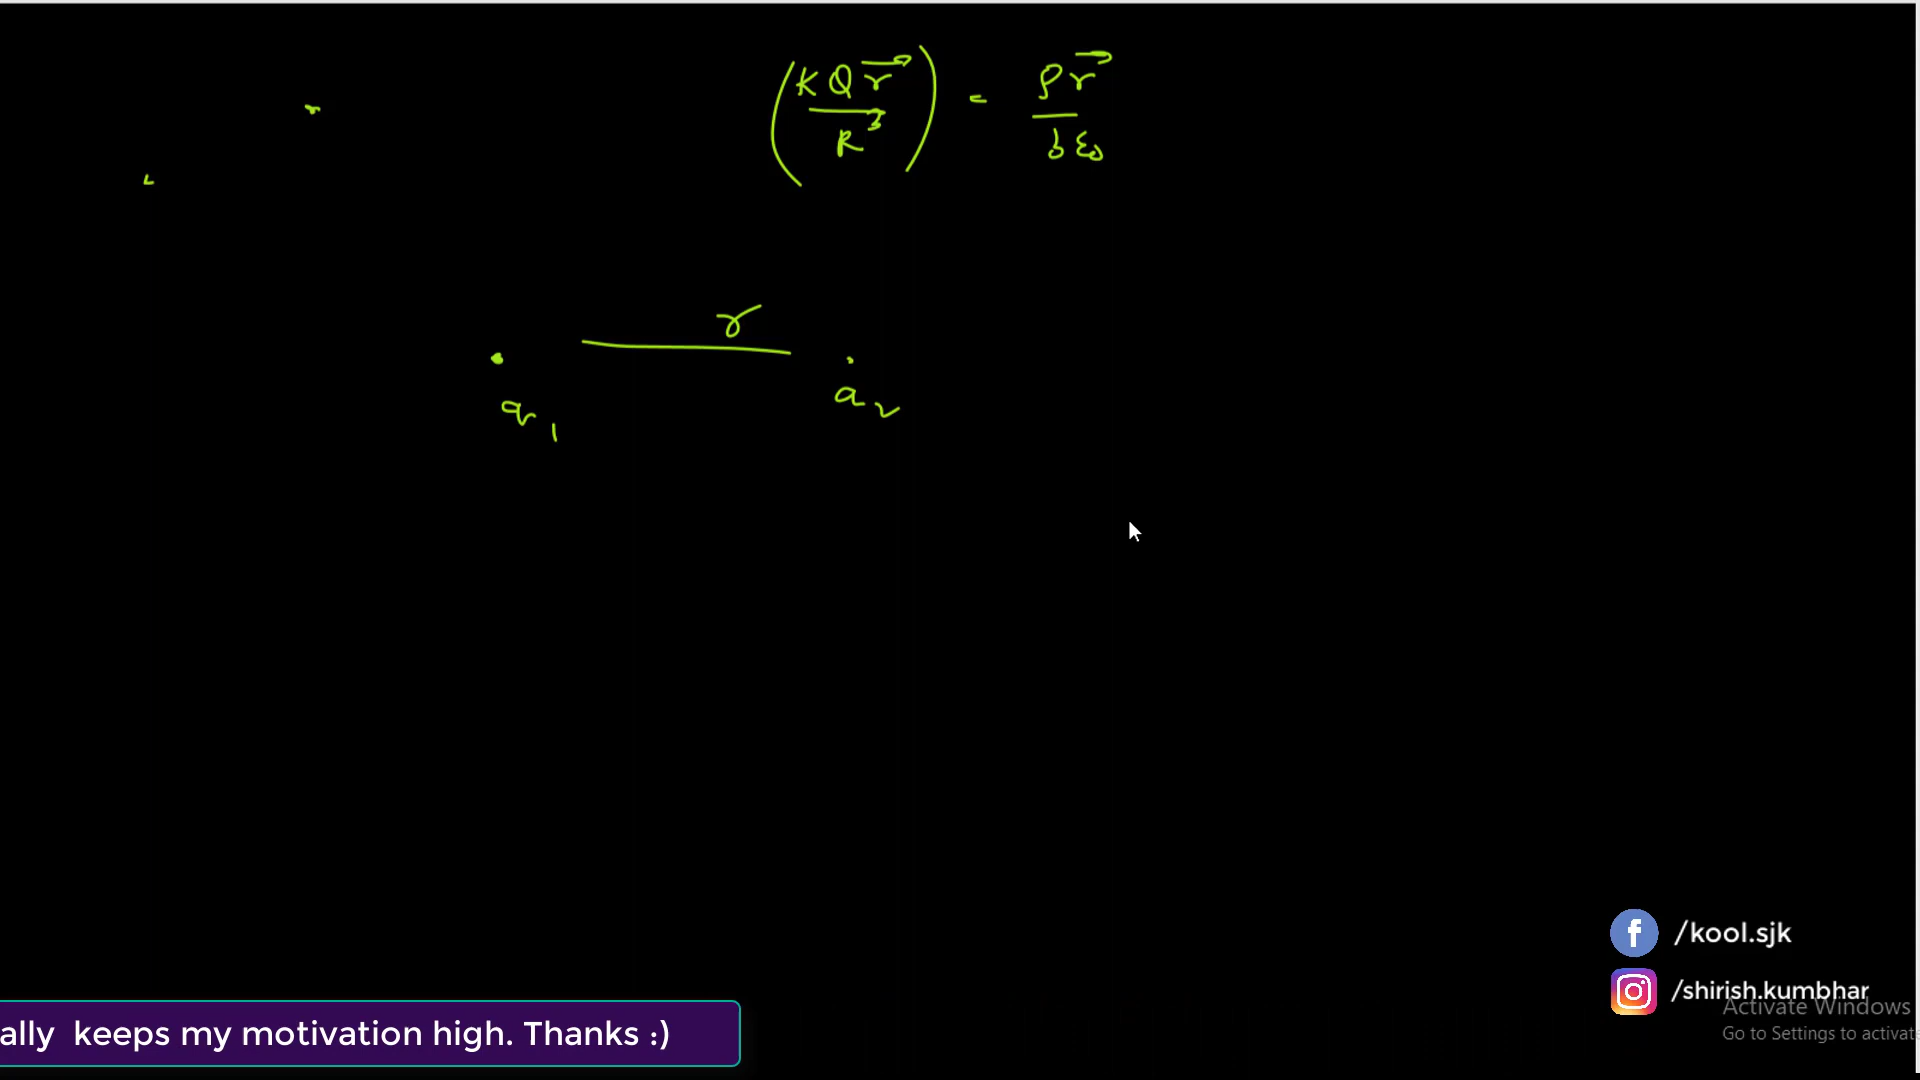 (KQr⃗ / R³) = ρr⃗ / 3ε₀
r
q₁ q₂
/kool.sjk
/shirish.kumbhar
Activate Windows
Go to Settings to activat
ally keeps my motivation high. Thanks :)